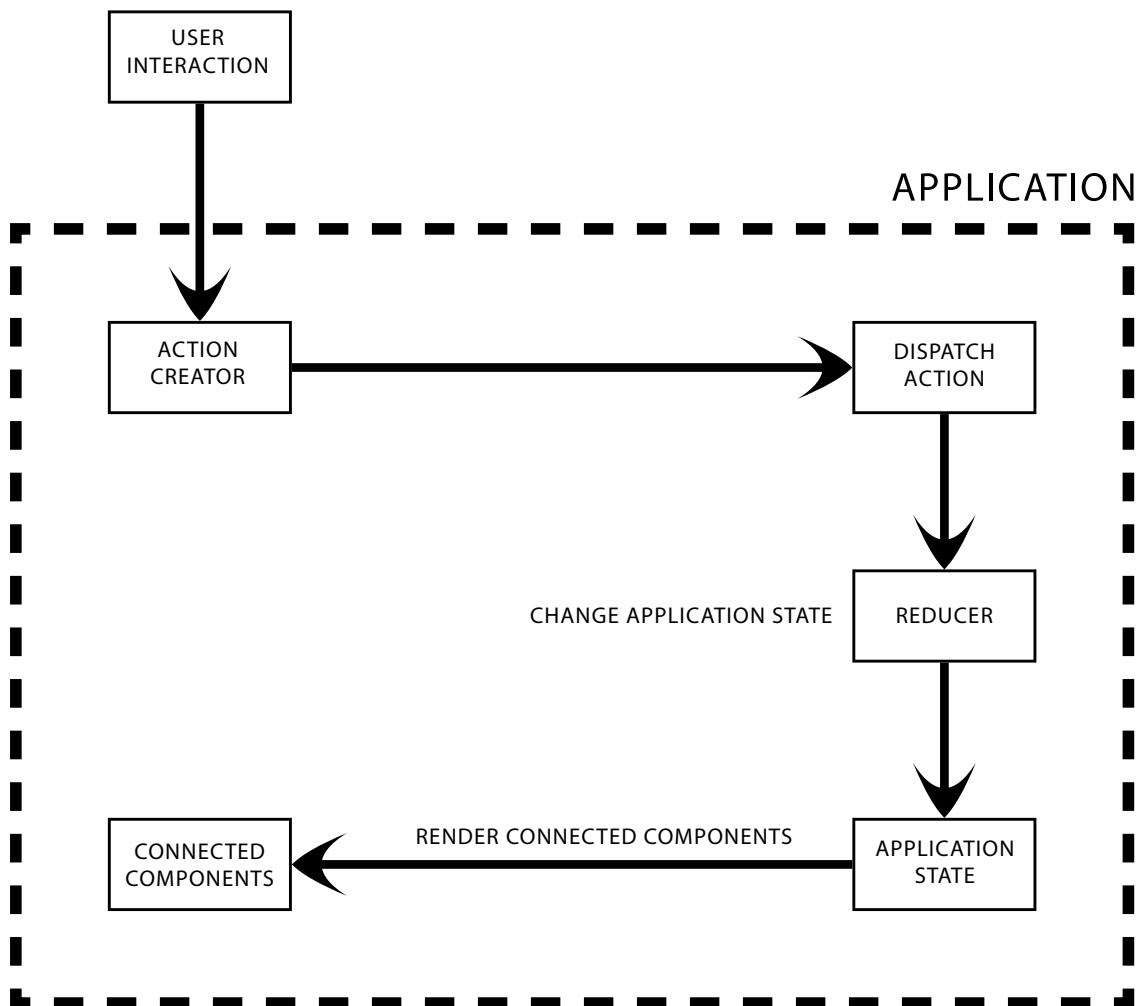 USER
INTERACTION
APPLICATION
ACTION
CREATOR
DISPATCH
ACTION
CHANGE APPLICATION STATE
REDUCER
CONNECTED
COMPONENTS
RENDER CONNECTED COMPONENTS
APPLICATION
STATE